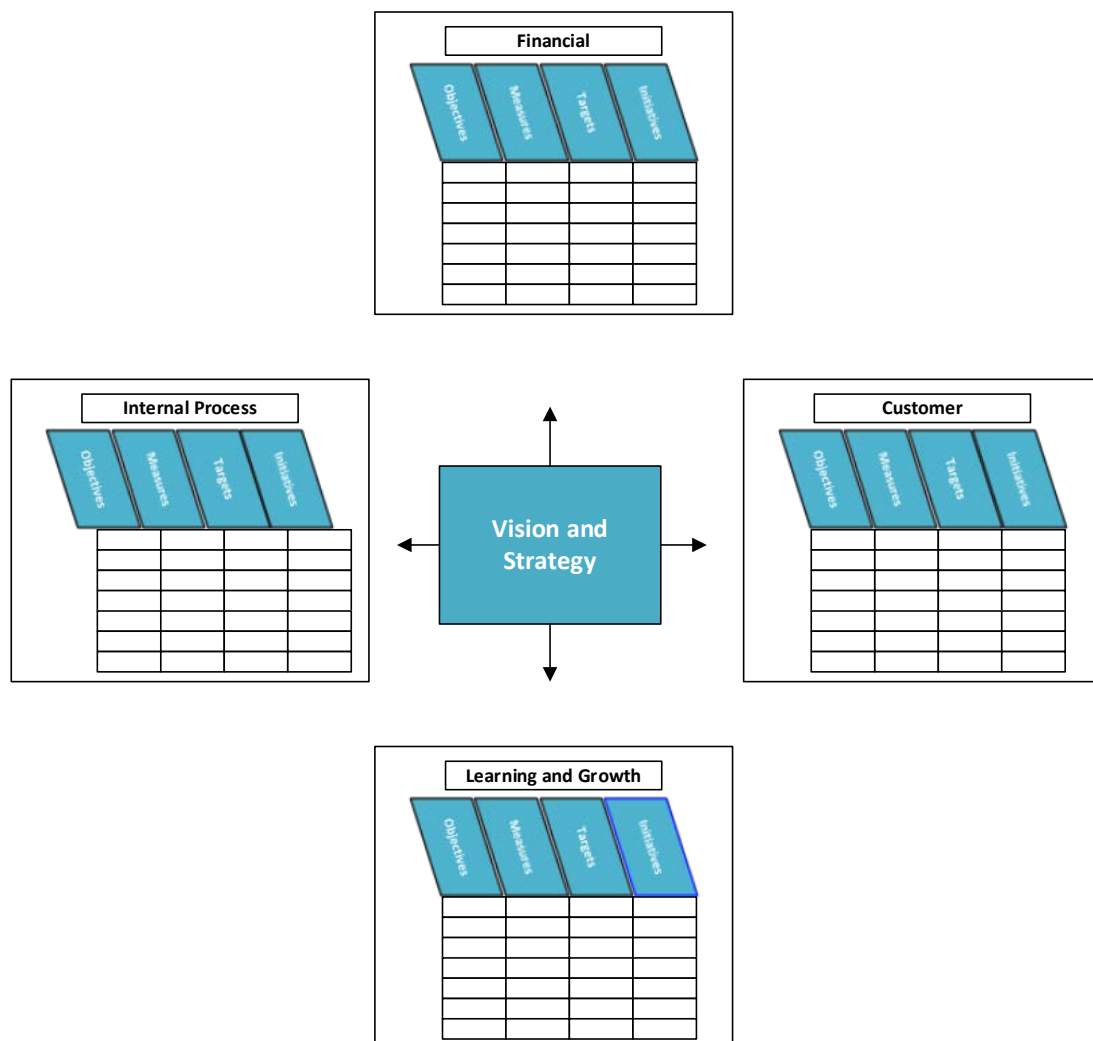 Financial
Objectives
Measures
Targets
Initiatives
Internal Process
Objectives
Measures
Targets
Initiatives
Vision and
Strategy
Customer
Objectives
Measures
Targets
Initiatives
Learning and Growth
Objectives
Measures
Targets
Initiatives